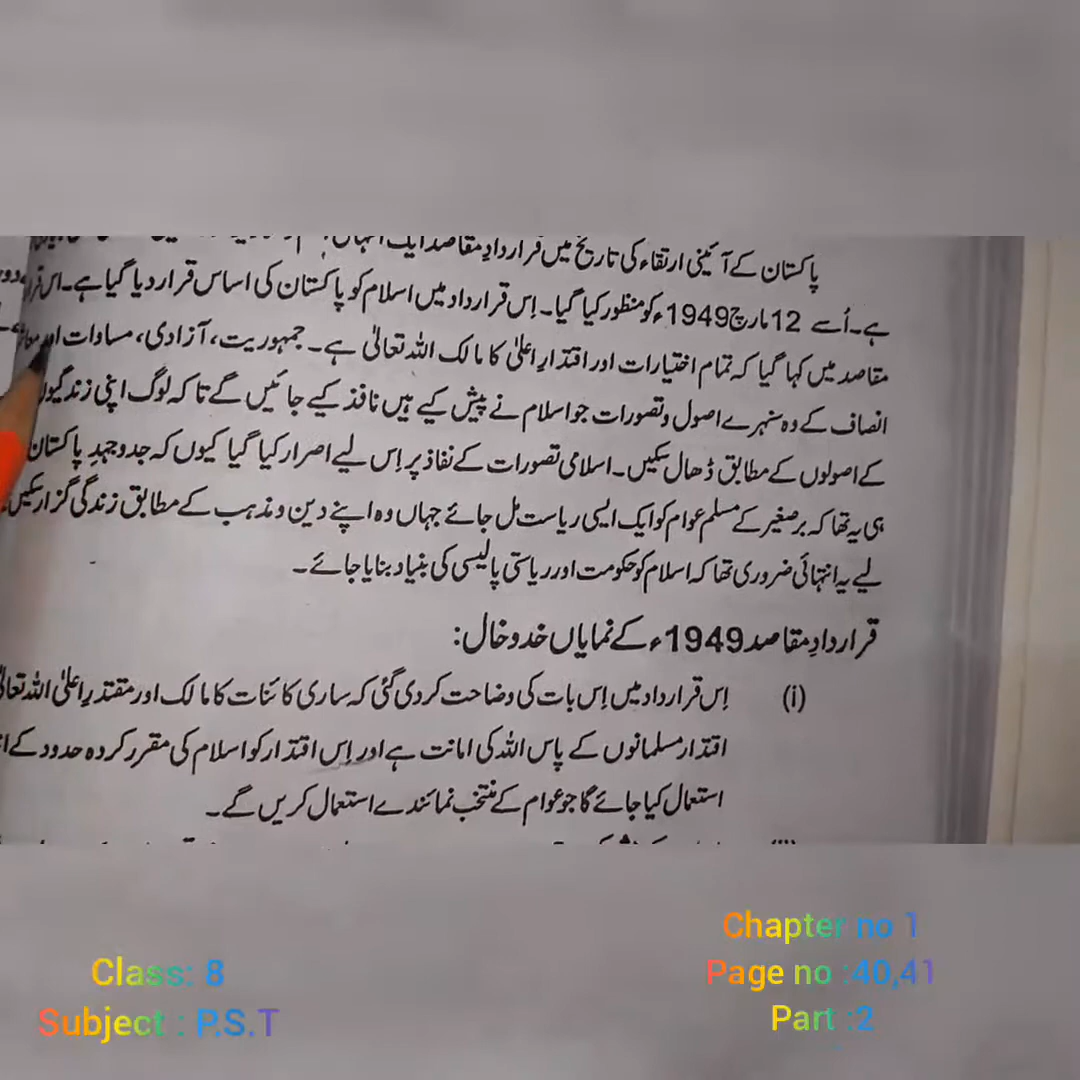 پاکستان کے آئینی ارتقاء کی تاریخ میں قراردادِ مقاصد ایک
ہے۔ اُسے 12 مارچ 1949ء کو منظور کیا گیا۔ اِس قرارداد میں اسلام کو پاکستان کی اساس قرار دیا گیا ہے۔ اس
مقاصد میں کہا گیا کہ تمام اختیارات اور اقتدارِ اعلیٰ کا مالک اللہ تعالیٰ ہے۔ جمہوریت، آزادی، مساوات
انصاف کے وہ سنہرے اصول و تصورات جو اسلام نے پیش کیے ہیں نافذ کیے جائیں گے تاکہ لوگ اپنی
کے اصولوں کے مطابق ڈھال سکیں۔ اسلامی تصورات کے نفاذ پر اِس لیے اصرار کیا گیا کیوں کہ جدوجہدِ پاکستان
ہی یہ تھا کہ برصغیر کے مسلم عوام کو ایک ایسی ریاست مل جائے جہاں وہ اپنے دین و مذہب کے مطابق زندگی گزار سکیں
لیے یہ انتہائی ضروری تھا کہ اسلام کو حکومت اور ریاستی پالیسی کی بنیاد بنایا جائے۔
قراردادِ مقاصد 1949ء کے نمایاں خدوخال:
(i) اِس قرارداد میں اِس بات کی وضاحت کر دی گئی کہ ساری کائنات کا مالک اور مقتدرِ اعلیٰ اللہ
اقتدار مسلمانوں کے پاس اللہ کی امانت ہے اور اِس اقتدار کو اسلام کی مقرر کردہ حدود کے
استعمال کیا جائے گا جو عوام کے منتخب نمائندے استعمال کریں گے۔
Chapter no 1
Class: 8
Page no :40,41
Subject : P.S.T
Part :2